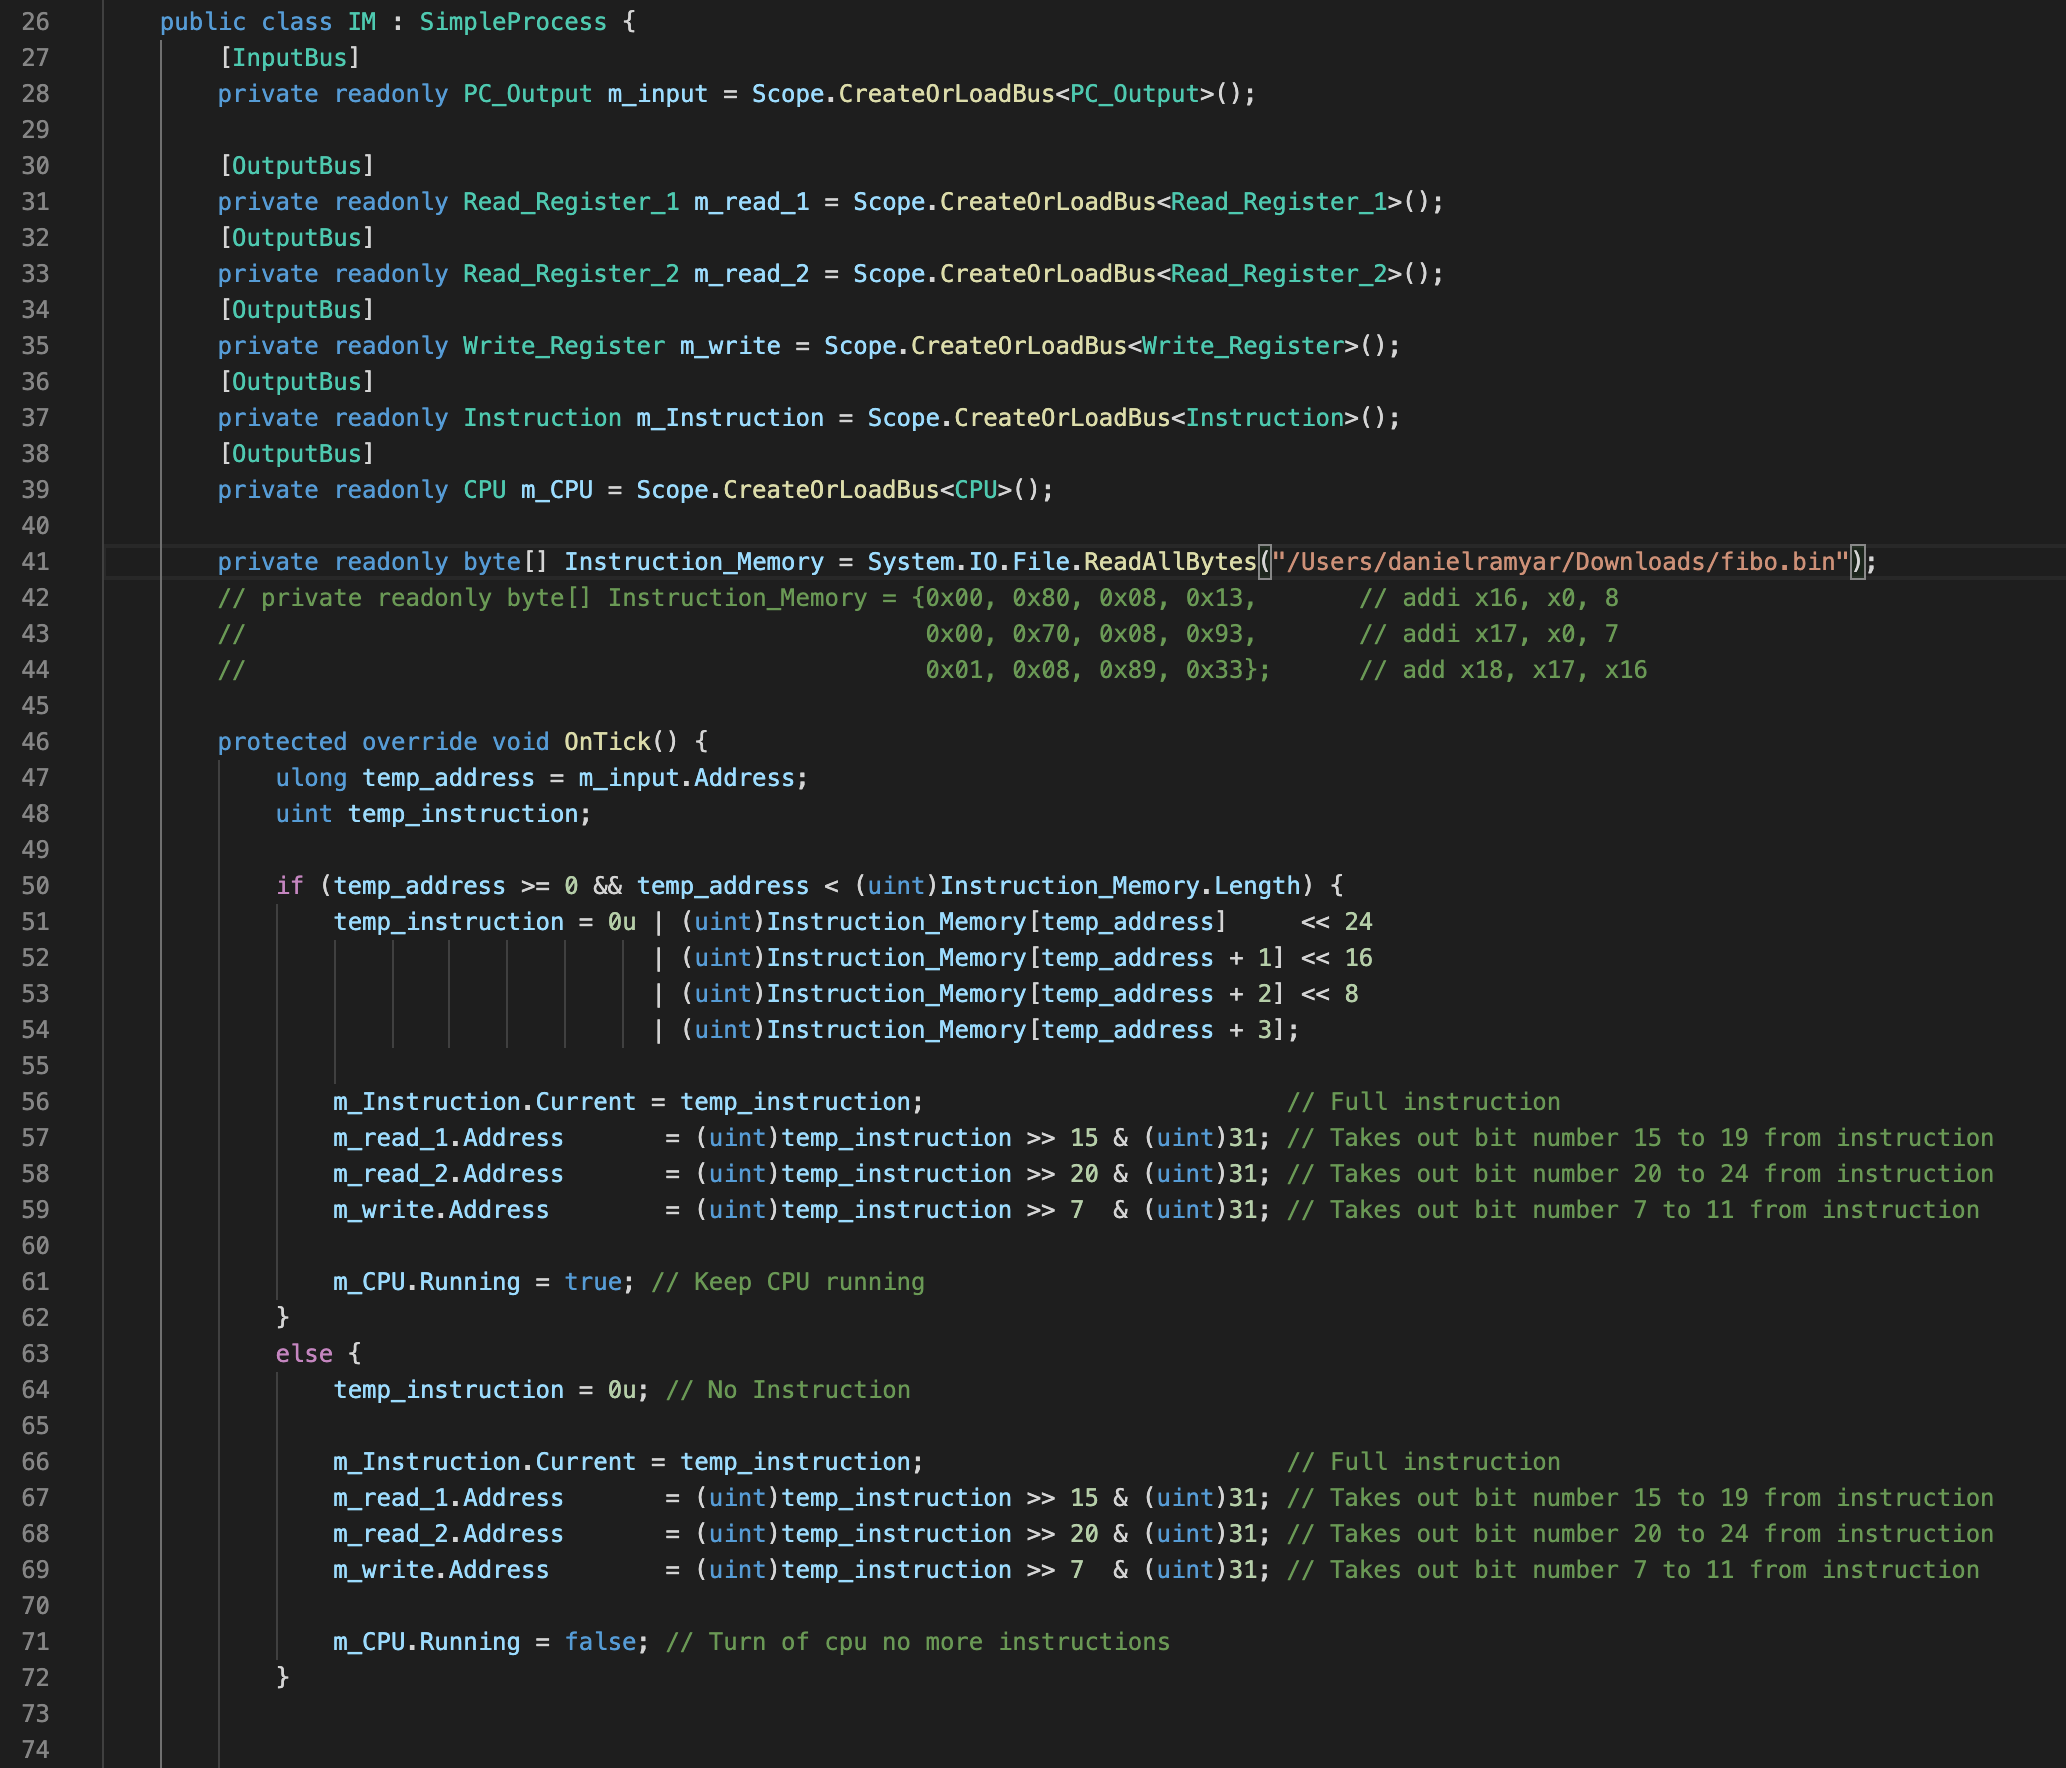 26 public class IM : SimpleProcess {
27 [InputBus]
28 private readonly PC_Output m_input = Scope.CreateOrLoadBus<PC_Output>();
29
30 [OutputBus]
31 private readonly Read_Register_1 m_read_1 = Scope.CreateOrLoadBus<Read_Register_1>();
32 [OutputBus]
33 private readonly Read_Register_2 m_read_2 = Scope.CreateOrLoadBus<Read_Register_2>();
34 [OutputBus]
35 private readonly Write_Register m_write = Scope.CreateOrLoadBus<Write_Register>();
36 [OutputBus]
37 private readonly Instruction m_Instruction = Scope.CreateOrLoadBus<Instruction>();
38 [OutputBus]
39 private readonly CPU m_CPU = Scope.CreateOrLoadBus<CPU>();
40
41 private readonly byte[] Instruction_Memory = System.IO.File.ReadAllBytes("/Users/danielramyar/Downloads/fibo.bin");
42 // private readonly byte[] Instruction_Memory = {0x00, 0x80, 0x08, 0x13, // addi x16, x0, 8
43 // 0x00, 0x70, 0x08, 0x93, // addi x17, x0, 7
44 // 0x01, 0x08, 0x89, 0x33}; // add x18, x17, x16
45
46 protected override void OnTick() {
47 ulong temp_address = m_input.Address;
48 uint temp_instruction;
49
50 if (temp_address >= 0 && temp_address < (uint)Instruction_Memory.Length) {
51 temp_instruction = 0u | (uint)Instruction_Memory[temp_address] << 24
52 | (uint)Instruction_Memory[temp_address + 1] << 16
53 | (uint)Instruction_Memory[temp_address + 2] << 8
54 | (uint)Instruction_Memory[temp_address + 3];
55
56 m_Instruction.Current = temp_instruction; // Full instruction
57 m_read_1.Address = (uint)temp_instruction >> 15 & (uint)31; // Takes out bit number 15 to 19 from instruction
58 m_read_2.Address = (uint)temp_instruction >> 20 & (uint)31; // Takes out bit number 20 to 24 from instruction
59 m_write.Address = (uint)temp_instruction >> 7 & (uint)31; // Takes out bit number 7 to 11 from instruction
60
61 m_CPU.Running = true; // Keep CPU running
62 }
63 else {
64 temp_instruction = 0u; // No Instruction
65
66 m_Instruction.Current = temp_instruction; // Full instruction
67 m_read_1.Address = (uint)temp_instruction >> 15 & (uint)31; // Takes out bit number 15 to 19 from instruction
68 m_read_2.Address = (uint)temp_instruction >> 20 & (uint)31; // Takes out bit number 20 to 24 from instruction
69 m_write.Address = (uint)temp_instruction >> 7 & (uint)31; // Takes out bit number 7 to 11 from instruction
70
71 m_CPU.Running = false; // Turn of cpu no more instructions
72 }
73
74